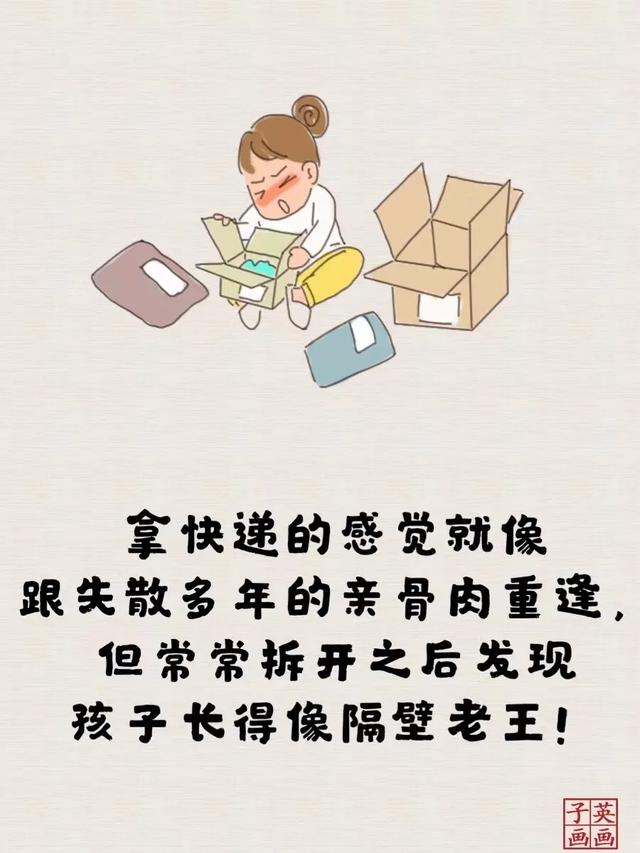 拿快递的感觉就像
跟失散多年的亲骨肉重逢，
但常常拆开之后发现
孩子长得像隔壁老王！
子英
画画